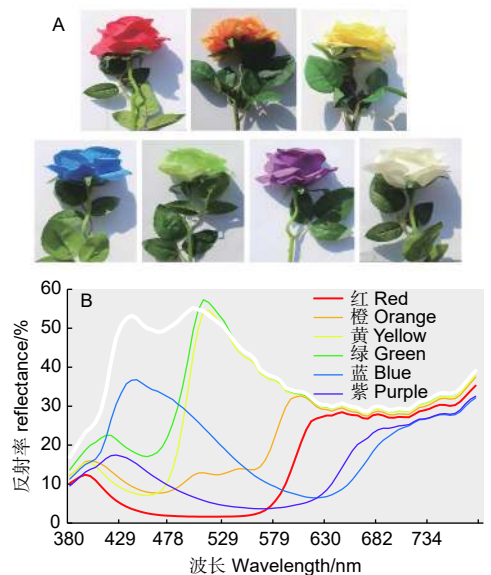 A
B
60
50
40
30
20
10
0
反射率 reflectance/%
红 Red
橙 Orange
黄 Yellow
绿 Green
蓝 Blue
紫 Purple
380 429 478 529 579 630 682 734
波长 Wavelength/nm